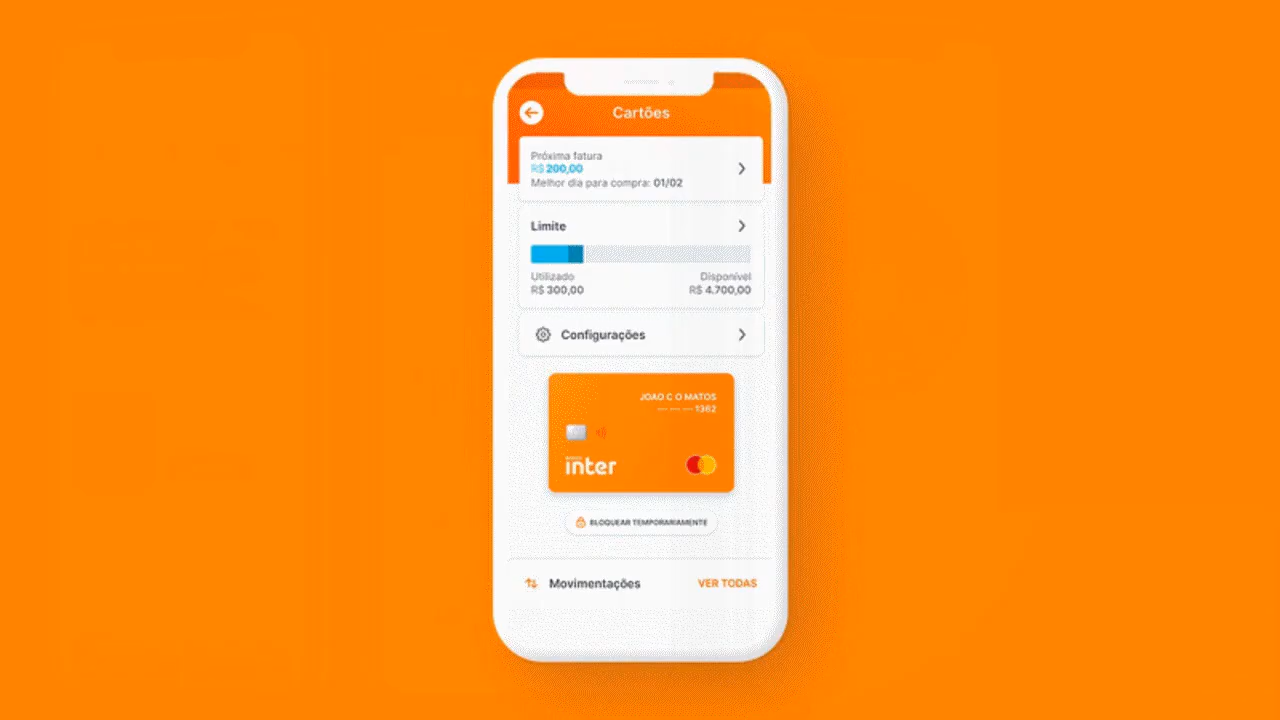 Cartões
Próxima fatura
R$ 200,00
Melhor dia para compra: 01/02
Limite
Utilizado
Disponível
R$ 300,00
R$ 4.700,00
Configurações
JOAO C O MATOS
1362
inter
BLOQUEAR TEMPORARIAMENTE
Movimentações
VER TODAS